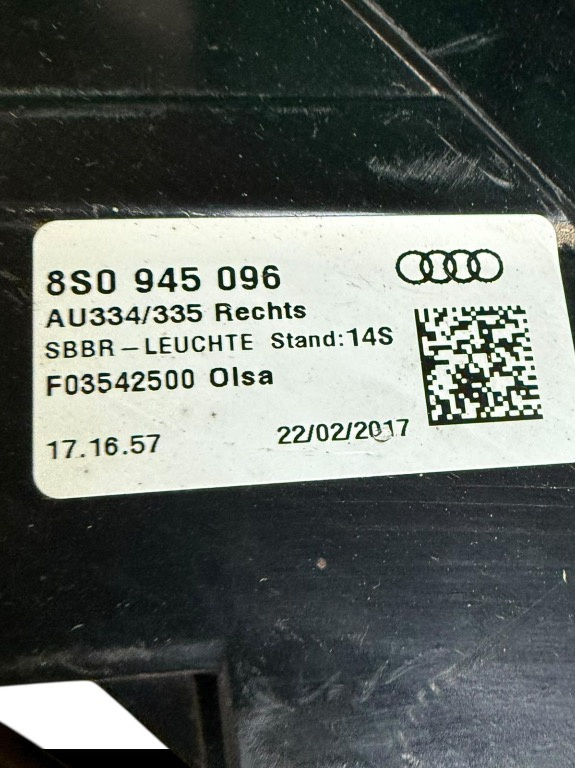 8S0 945 096
AU334/335 Rechts
SBBR-LEUCHTE Stand:14S
F03542500 Olsa
17.16.57 22/02/2017